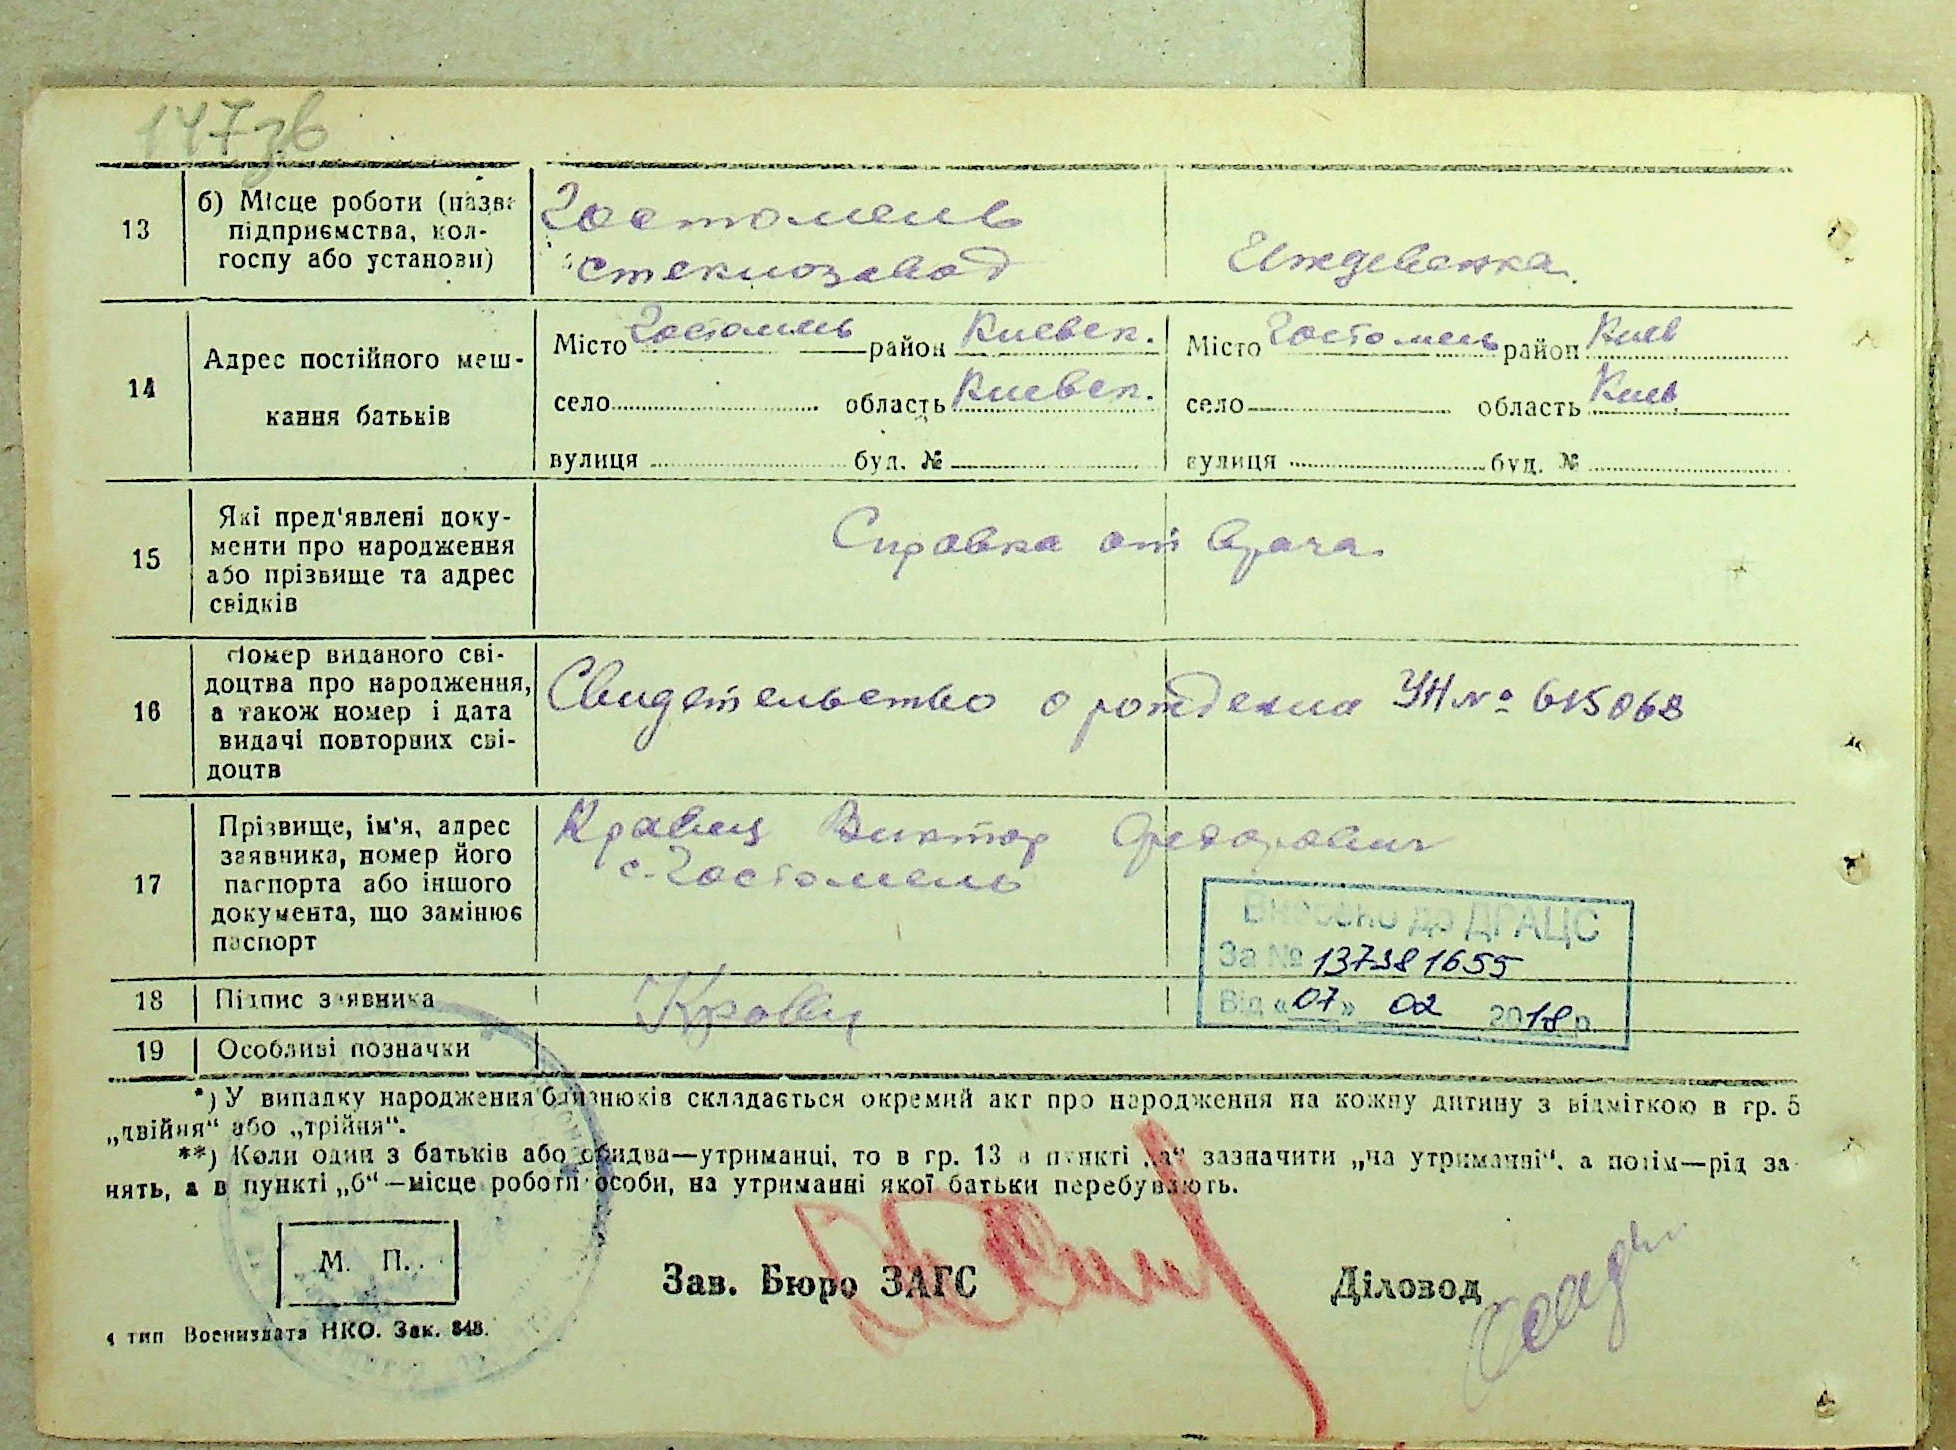 147зв
13
б) Місце роботи (назва
підприємства, кол-
госпу або установи)
Гостомель
стеклозавод
Иждевенка.
14
Адрес постійного меш-
кання батьків
Місто Гостомель район Киевск.
село область Киевск.
вулиця буд. №
Місто Гостомель район Киев
село область Киев
вулиця буд. №
15
Які пред'явлені доку-
менти про народження
або прізвище та адрес
свідків
Справка от врача.
16
Номер виданого сві-
доцтва про народження,
а також номер і дата
видачі повторних сві-
доцтв
Свидетельство о рождении УН № 615068
17
Прізвище, ім'я, адрес
заявника, номер його
паспорта або іншого
документа, що замінює
паспорт
Кравец Виктор Федорович
с. Гостомель
Внесено до ДРАЦС
За № 137381655
Від «07» 02 2018р
18
Підпис заявника
Кравец
19
Особливі позначки
*) У випадку народження близнюків складається окремий акт про народження на кожну дитину з відміткою в гр. 5
„двійня“ або „трійня“.
**) Коли один з батьків або обидва—утриманці, то в гр. 13 в пункті „а“ зазначити „на утриманні“, а потім—рід за
нять, а в пункті „б“—місце роботи особи, на утриманні якої батьки перебувають.
М. П.
Зав. Бюро ЗАГС
Діловод
4 тип Воениздата НКО. Зак. 848.